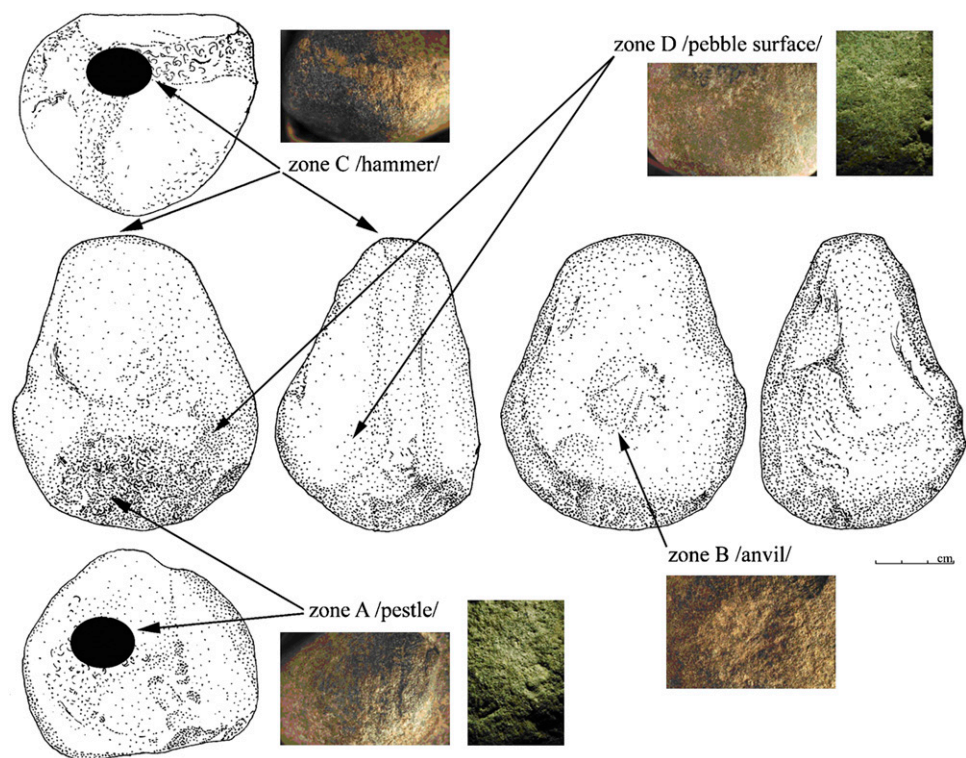 zone D /pebble surface/
zone C /hammer/
zone B /anvil/
cm
zone A /pestle/